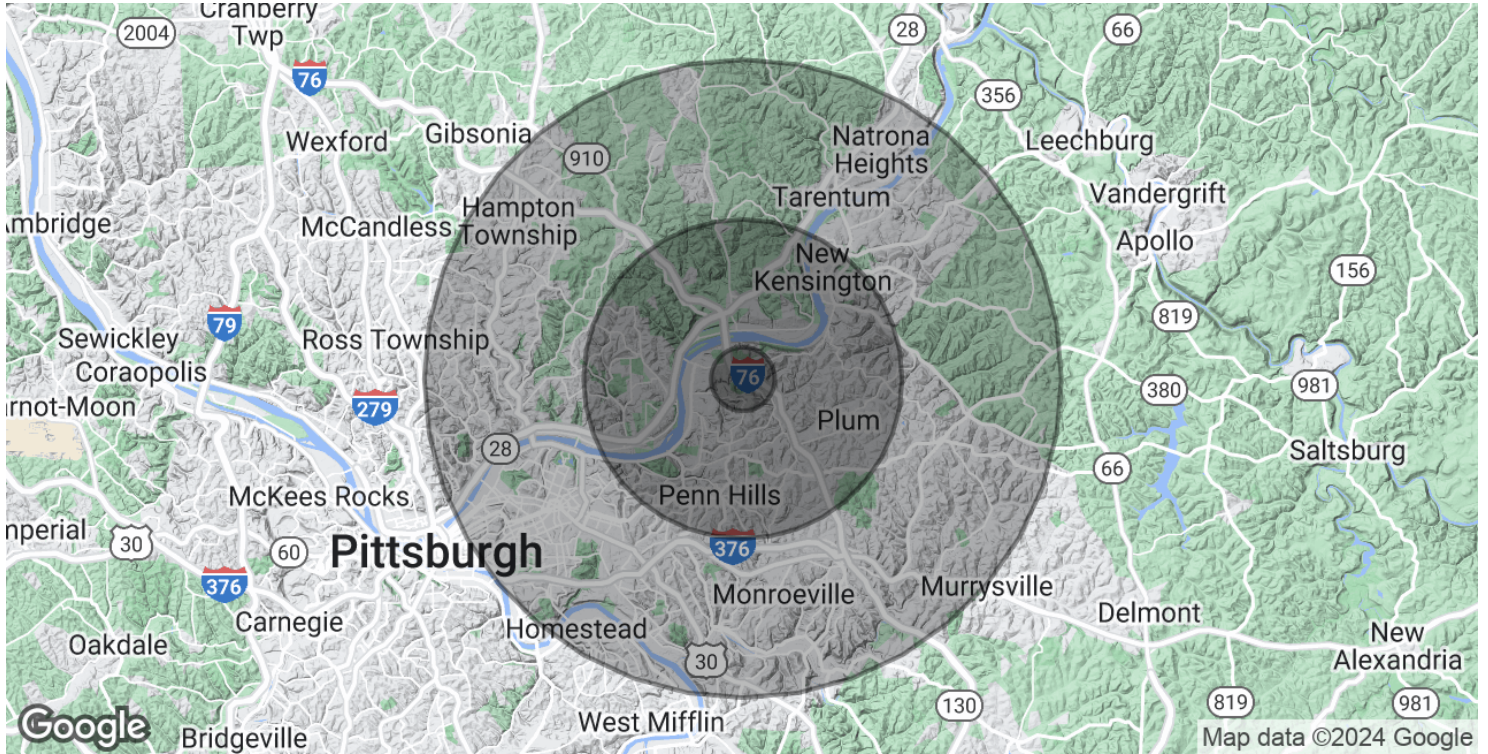 Cranberry
Twp
2004
28
66
76
356
Wexford
Gibsonia
910
Natrona
Heights
Leechburg
Tarentum
Vandergrift
Hampton
Township
McCandless
Ambridge
Apollo
New
Kensington
156
79
819
Sewickley
Ross Township
Coraopolis
76
380
981
arnot-Moon
279
Plum
28
Saltsburg
66
McKees Rocks
Penn Hills
mperial
30
60
Pittsburgh
376
376
Monroeville
Murrysville
Delmont
Carnegie
Homestead
Oakdale
30
New
Alexandria
130
819
981
West Mifflin
Google
Bridgeville
Map data ©2024 Google